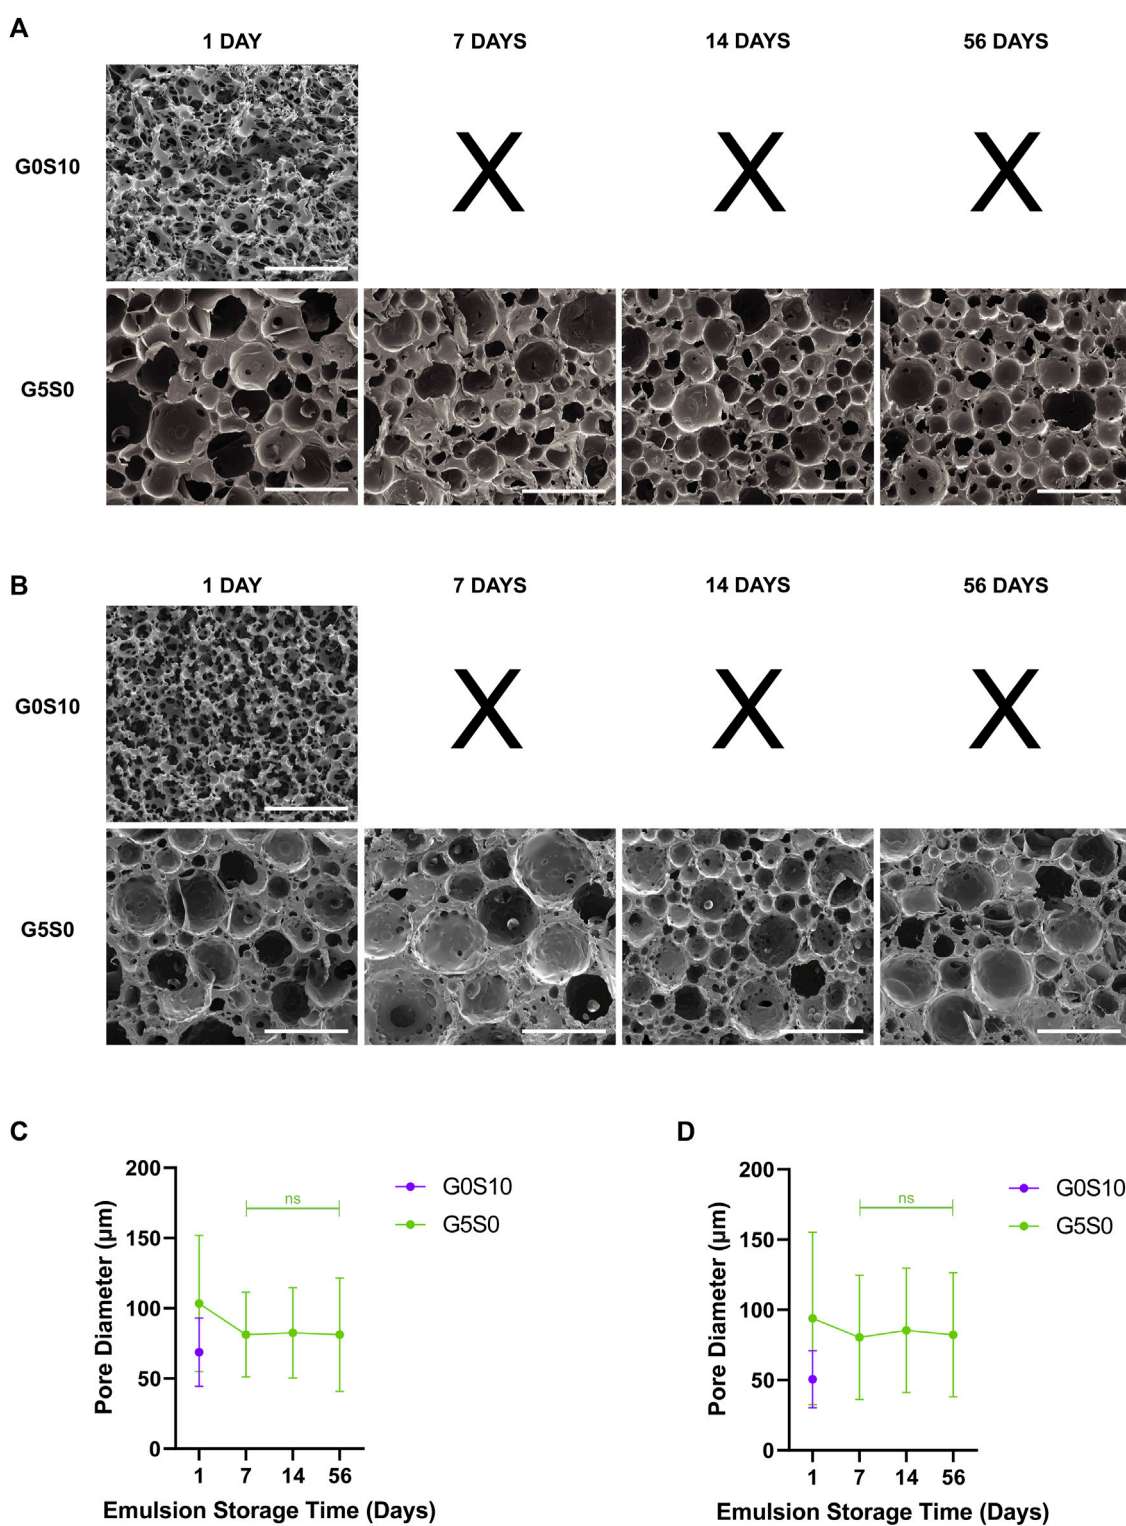 A
1 DAY 7 DAYS 14 DAYS 56 DAYS
G0S10 X X X
G5S0
B
1 DAY 7 DAYS 14 DAYS 56 DAYS
G0S10 X X X
G5S0
C
200
150
100
50
0
Pore Diameter (µm)
ns
G0S10
G5S0
1 7 14 56
Emulsion Storage Time (Days)
D
200
150
100
50
0
Pore Diameter (µm)
ns
G0S10
G5S0
1 7 14 56
Emulsion Storage Time (Days)